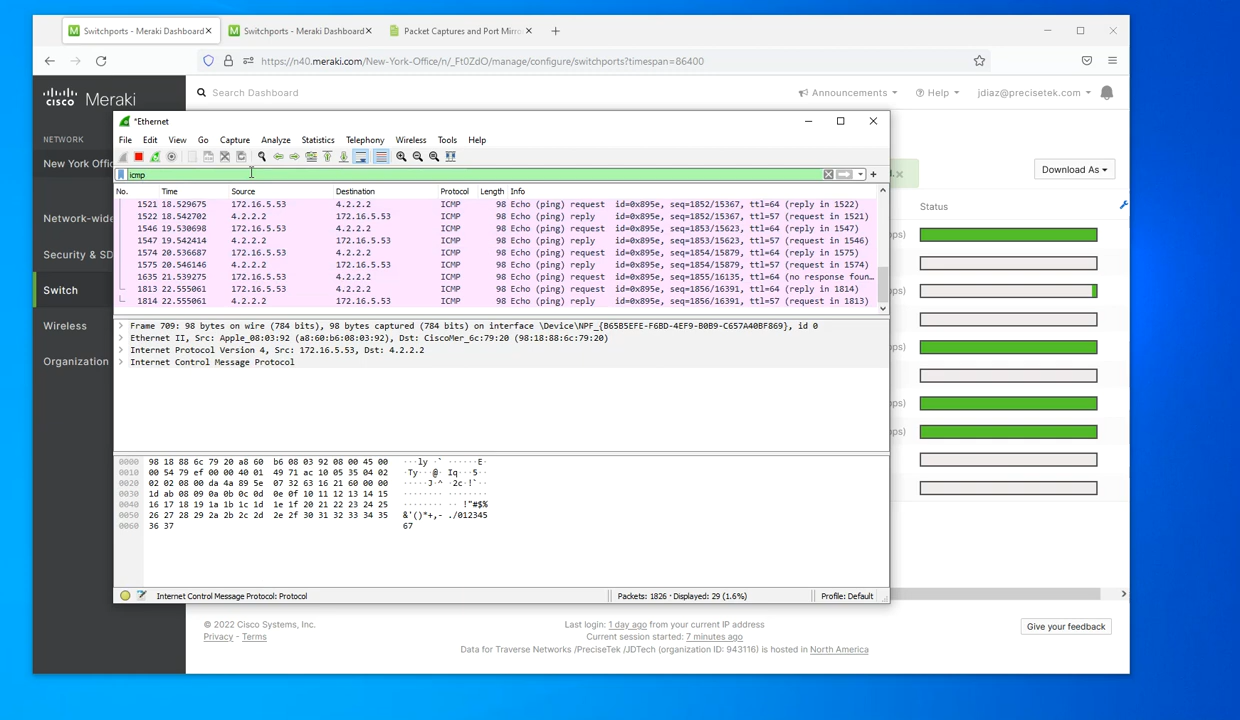 Switchports - Meraki Dashboard
Switchports - Meraki Dashboard
Packet Captures and Port Mirro
https://n40.meraki.com/New-York-Office/n/_Ft0ZdO/manage/configure/switchports?timespan=86400
cisco Meraki
Search Dashboard
Announcements
Help
jdiaz@precisetek.com
NETWORK
New York Offi
Network-wide
Security & SD
Switch
Wireless
Organization
Download As
Status
*Ethernet
File Edit View Go Capture Analyze Statistics Telephony Wireless Tools Help
icmp
No. Time Source Destination Protocol Length Info
1521 18.529675 172.16.5.53 4.2.2.2 ICMP 98 Echo (ping) request id=0x895e, seq=1852/15367, ttl=64 (reply in 1522)
1522 18.542702 4.2.2.2 172.16.5.53 ICMP 98 Echo (ping) reply id=0x895e, seq=1852/15367, ttl=57 (request in 1521)
1546 19.530698 172.16.5.53 4.2.2.2 ICMP 98 Echo (ping) request id=0x895e, seq=1853/15623, ttl=64 (reply in 1547)
1547 19.542414 4.2.2.2 172.16.5.53 ICMP 98 Echo (ping) reply id=0x895e, seq=1853/15623, ttl=57 (request in 1546)
1574 20.536687 172.16.5.53 4.2.2.2 ICMP 98 Echo (ping) request id=0x895e, seq=1854/15879, ttl=64 (reply in 1575)
1575 20.546146 4.2.2.2 172.16.5.53 ICMP 98 Echo (ping) reply id=0x895e, seq=1854/15879, ttl=57 (request in 1574)
1635 21.539275 172.16.5.53 4.2.2.2 ICMP 98 Echo (ping) request id=0x895e, seq=1855/16135, ttl=64 (no response foun…
1813 22.555061 172.16.5.53 4.2.2.2 ICMP 98 Echo (ping) request id=0x895e, seq=1856/16391, ttl=64 (reply in 1814)
1814 22.555061 4.2.2.2 172.16.5.53 ICMP 98 Echo (ping) reply id=0x895e, seq=1856/16391, ttl=57 (request in 1813)
Frame 709: 98 bytes on wire (784 bits), 98 bytes captured (784 bits) on interface \Device\NPF_{B65B5EFE-F6BD-4EF9-B0B9-C657A40BF869}, id 0
Ethernet II, Src: Apple_08:03:92 (a8:60:b6:08:03:92), Dst: CiscoMer_6c:79:20 (98:18:88:6c:79:20)
Internet Protocol Version 4, Src: 172.16.5.53, Dst: 4.2.2.2
Internet Control Message Protocol
0000 98 18 88 6c 79 20 a8 60 b6 08 03 92 08 00 45 00 ···ly ·` ······E·
0010 00 54 79 ef 00 00 40 01 49 71 ac 10 05 35 04 02 ·Ty···@· Iq···5··
0020 02 02 08 00 da 4a 89 5e 07 32 63 16 21 60 00 00 ·····J·^ ·2c·!`··
0030 1d ab 08 09 0a 0b 0c 0d 0e 0f 10 11 12 13 14 15 ········ ········
0040 16 17 18 19 1a 1b 1c 1d 1e 1f 20 21 22 23 24 25 ········ ·· !"#$%
0050 26 27 28 29 2a 2b 2c 2d 2e 2f 30 31 32 33 34 35 &'()*+,- ./012345
0060 36 37 67
Internet Control Message Protocol: Protocol
Packets: 1826 · Displayed: 29 (1.6%)
Profile: Default
© 2022 Cisco Systems, Inc.
Privacy - Terms
Last login: 1 day ago from your current IP address
Current session started: 7 minutes ago
Data for Traverse Networks /PreciseTek /JDTech (organization ID: 943116) is hosted in North America
Give your feedback